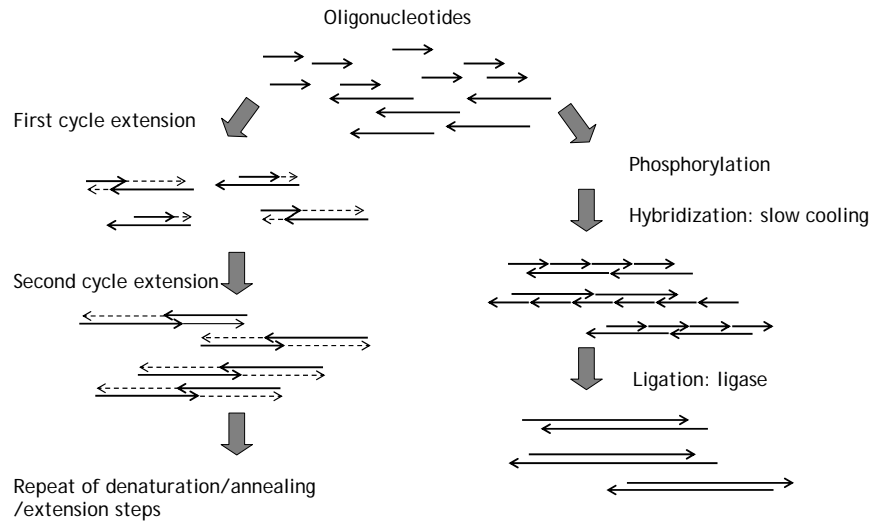 Oligonucleotides
First cycle extension
Second cycle extension
Repeat of denaturation/annealing
/extension steps
Phosphorylation
Hybridization: slow cooling
Ligation: ligase